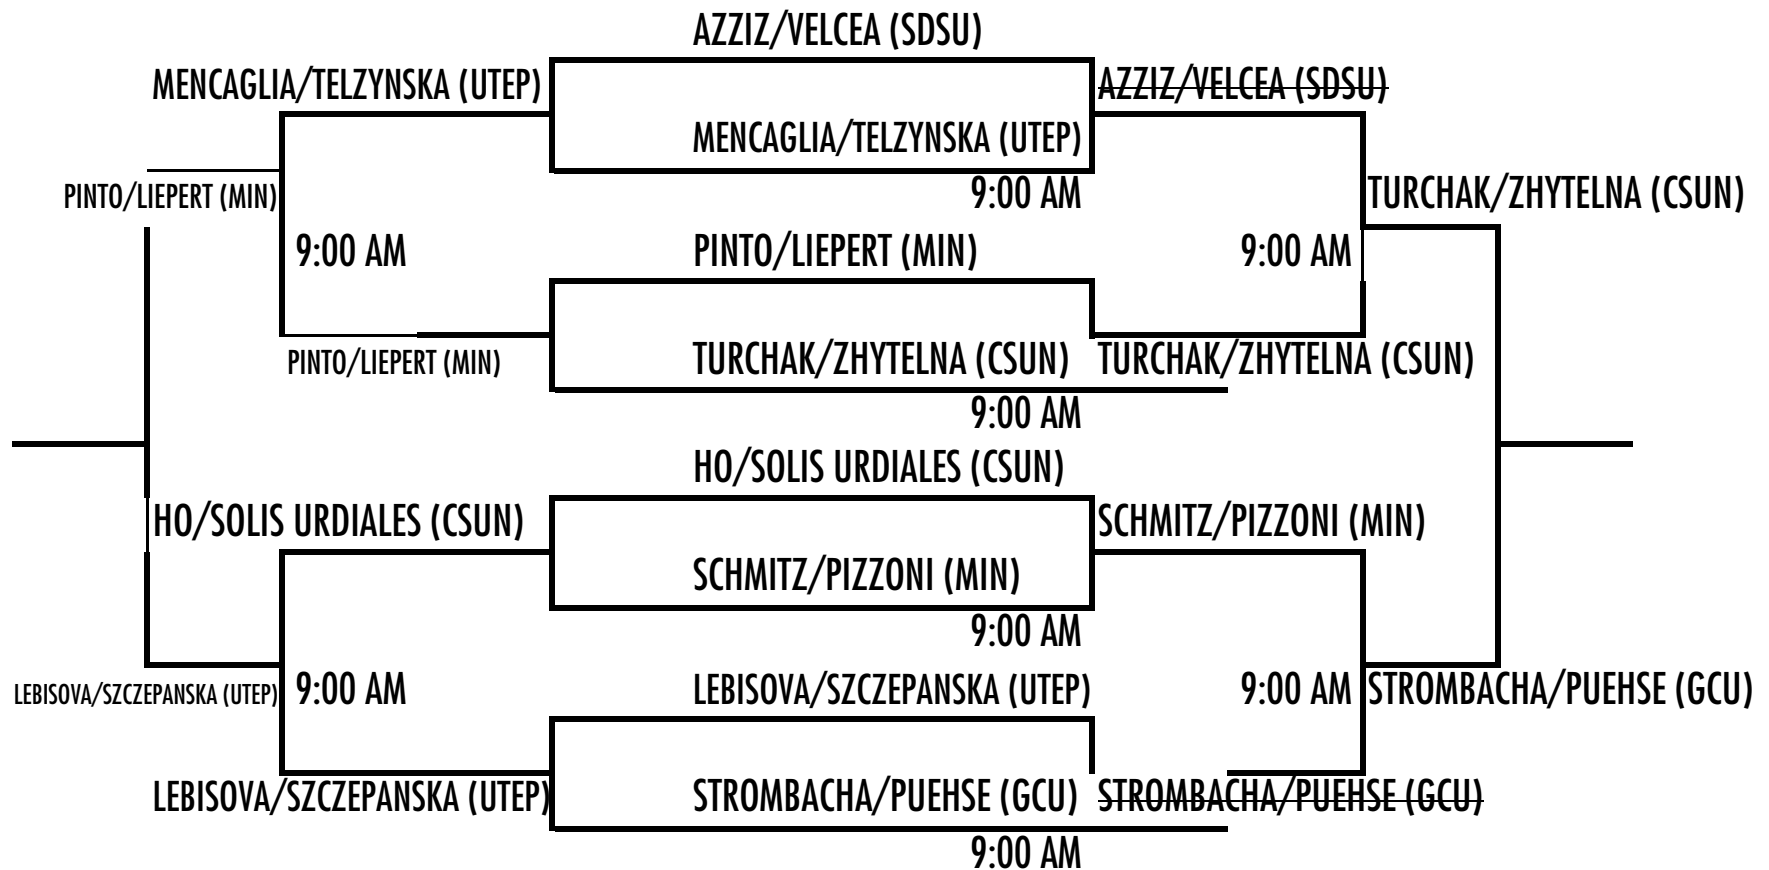 AZZIZ/VELCEA (SDSU)
MENCAGLIA/TELZYNSKA (UTEP)
AZZIZ/VELCEA (SDSU)
MENCAGLIA/TELZYNSKA (UTEP)
PINTO/LIEPERT (MIN)
9:00 AM
TURCHAK/ZHYTELNA (CSUN)
9:00 AM
PINTO/LIEPERT (MIN)
9:00 AM
PINTO/LIEPERT (MIN)
TURCHAK/ZHYTELNA (CSUN)
TURCHAK/ZHYTELNA (CSUN)
9:00 AM
HO/SOLIS URDIALES (CSUN)
HO/SOLIS URDIALES (CSUN)
SCHMITZ/PIZZONI (MIN)
SCHMITZ/PIZZONI (MIN)
9:00 AM
LEBISOVA/SZCZEPANSKA (UTEP)
9:00 AM
LEBISOVA/SZCZEPANSKA (UTEP)
9:00 AM
STROMBACHA/PUEHSE (GCU)
LEBISOVA/SZCZEPANSKA (UTEP)
STROMBACHA/PUEHSE (GCU)
STROMBACHA/PUEHSE (GCU)
9:00 AM